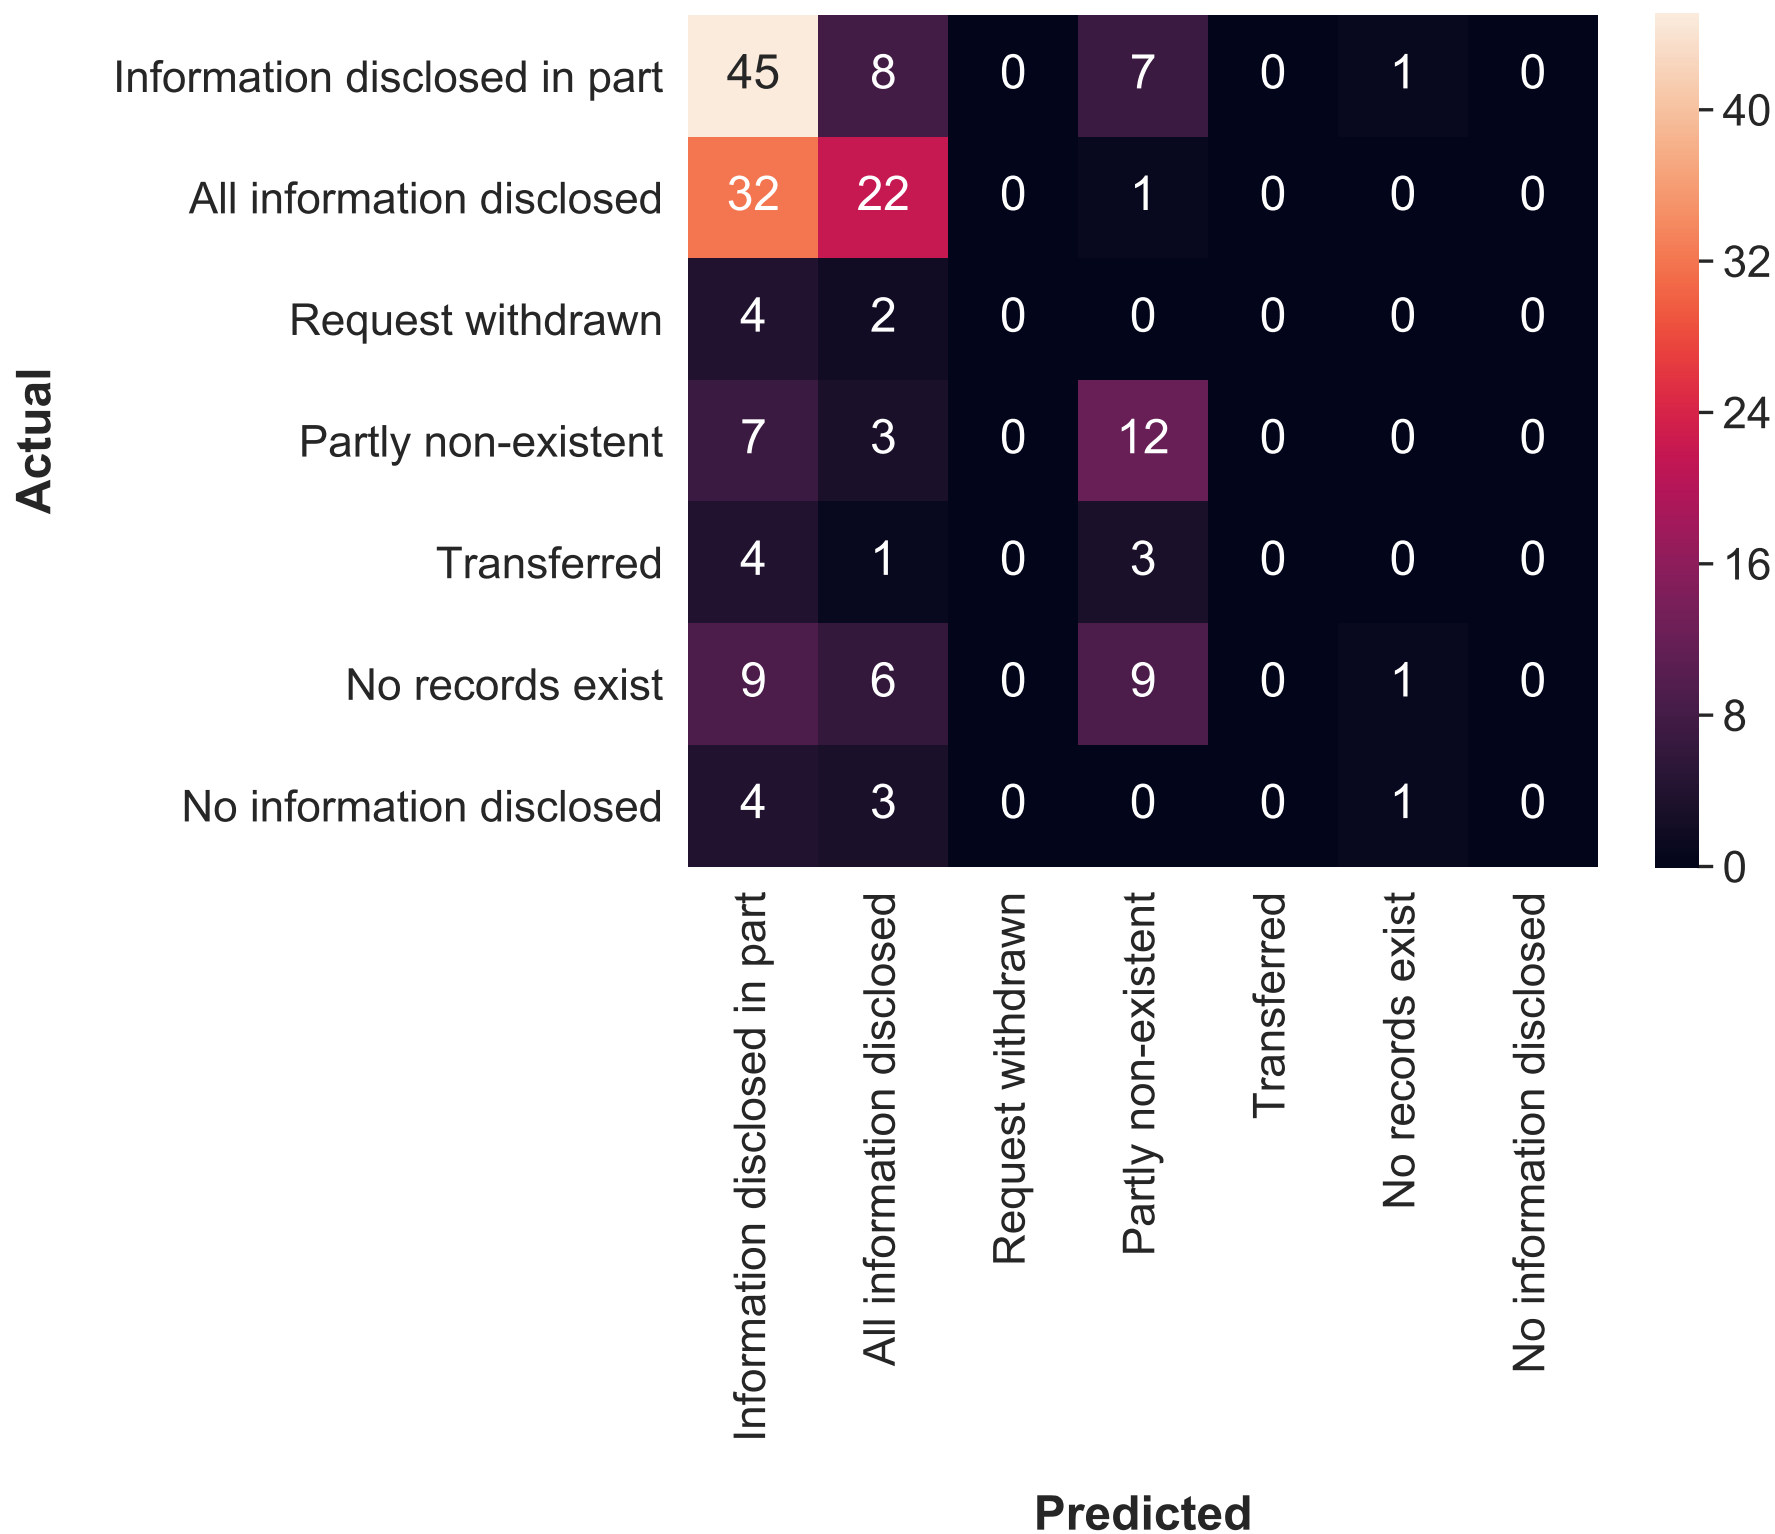 Information disclosed in part 45 8 0 7 0 1 0
All information disclosed 32 22 0 1 0 0 0
Request withdrawn 4 2 0 0 0 0 0
Partly non-existent 7 3 0 12 0 0 0
Transferred 4 1 0 3 0 0 0
No records exist 9 6 0 9 0 1 0
No information disclosed 4 3 0 0 0 1 0
Actual
40
32
24
16
8
0
Information disclosed in part
All information disclosed
Request withdrawn
Partly non-existent
Transferred
No records exist
No information disclosed
Predicted